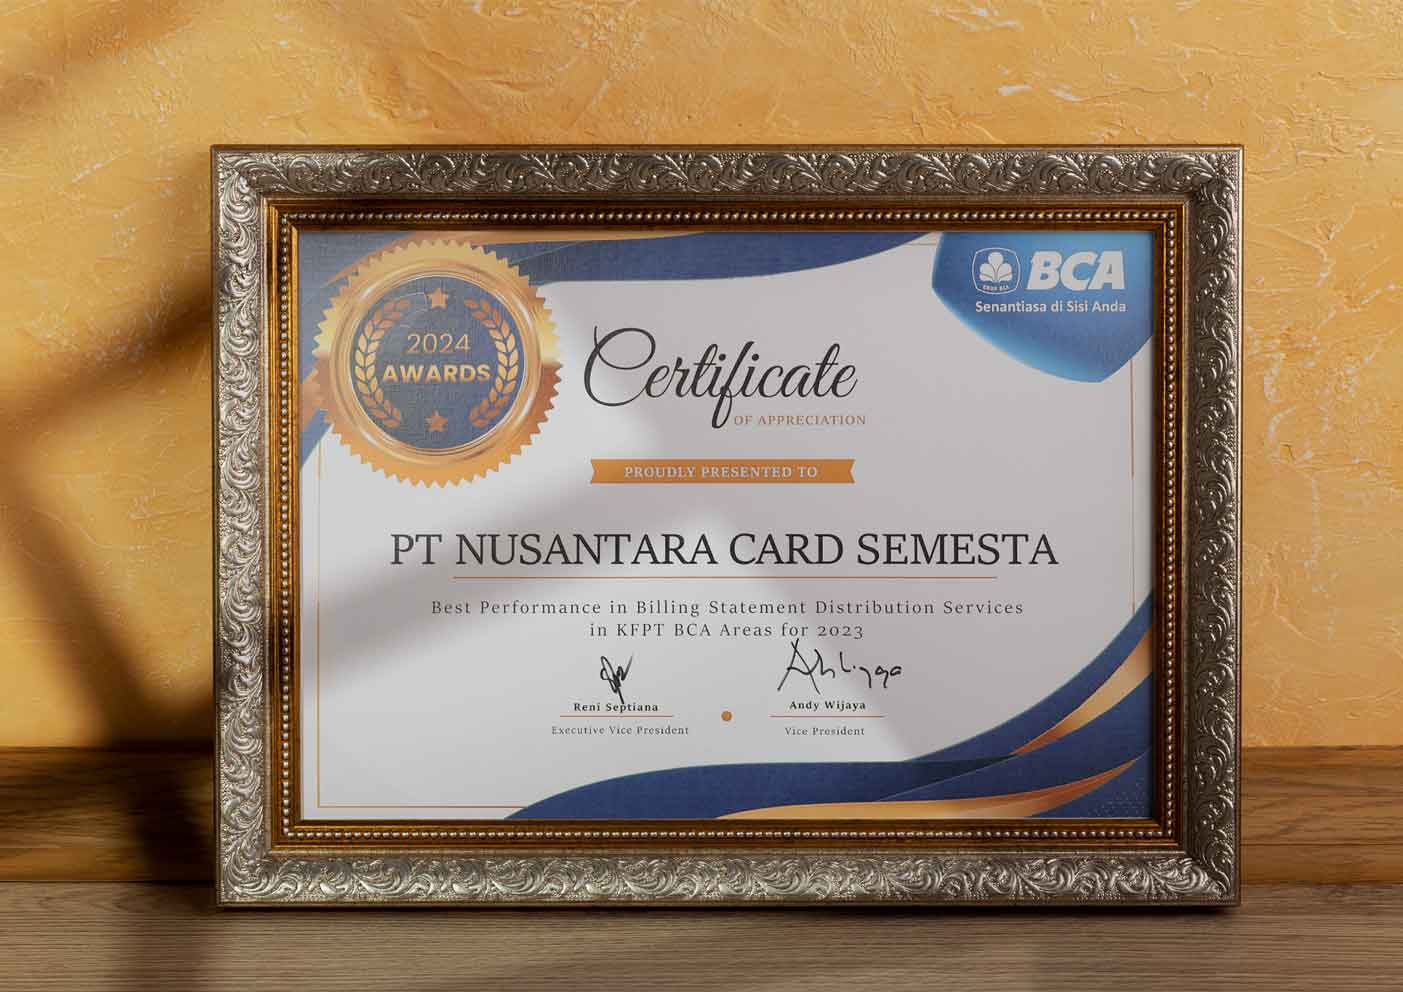 2024
AWARDS
BCA
Senantiasa di Sisi Anda
Certificate
OF APPRECIATION
PROUDLY PRESENTED TO
PT NUSANTARA CARD SEMESTA
Best Performance in Billing Statement Distribution Services
in KFPT BCA Areas for 2023
Reni Septiana
Executive Vice President
Andy Wijaya
Vice President